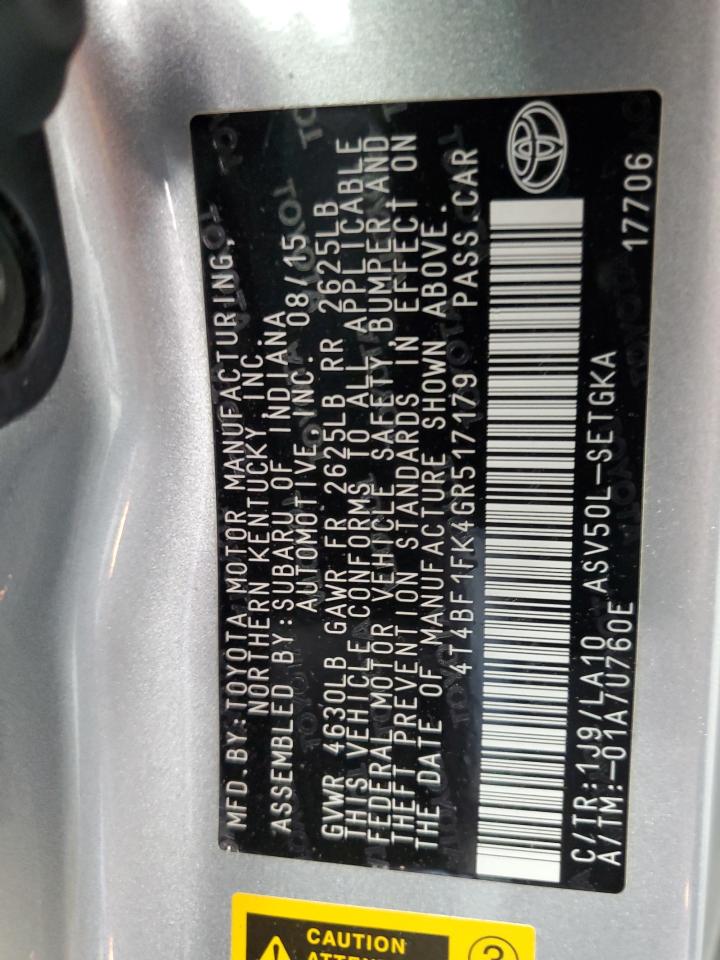 MFD.BY:TOYOTA MOTOR MANUFACTURING,
NORTHERN KENTUCKY INC.
ASSEMBLED BY:SUBARU OF INDIANA
AUTOMOTIVE,INC. 08/15
GVWR 4630LB GAWR FR 2625LB RR 2625LB
THIS VEHICLE CONFORMS TO ALL APPLICABLE
FEDERAL MOTOR VEHICLE SAFETY,BUMPER,AND
THEFT PREVENTION STANDARDS IN EFFECT ON
THE DATE OF MANUFACTURE SHOWN ABOVE.
4T4BF1FK4GR517179 PASS.CAR
C/TR:1J9/LA10 ASV50L-SETGKA
A/TM:-01A/U760E 17706
CAUTION